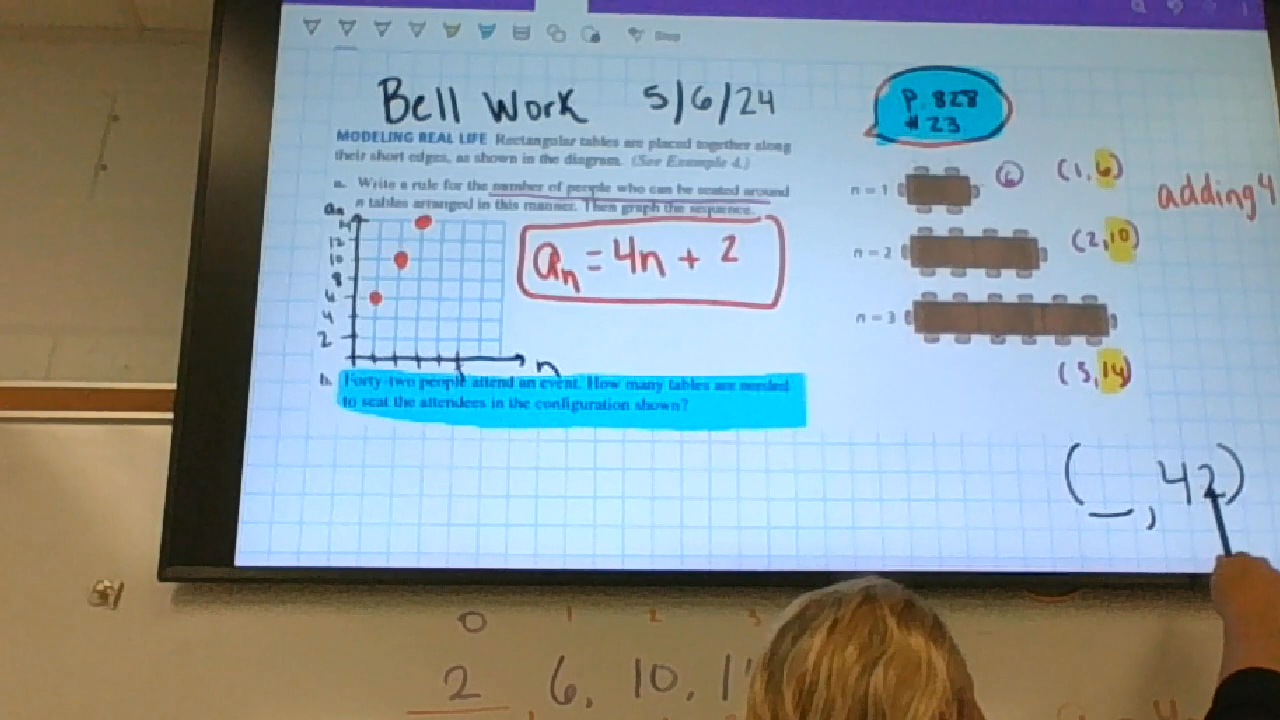 Stop
Bell Work 5/6/24
P. 828
#23
MODELING REAL LIFE Rectangular tables are placed together along
their short edges, as shown in the diagram. (See Example 4.)
a. Write a rule for the number of people who can be seated around
n tables arranged in this manner. Then graph the sequence.
an
14
12
10
8
6
4
2
n
an = 4n + 2
n = 1
6
(1, 6)
adding 4
n = 2
(2, 10)
n = 3
(3, 14)
b. Forty-two people attend an event. How many tables are needed
to seat the attendees in the configuration shown?
(_, 42)
0 1 2 3
2 6, 10, 1